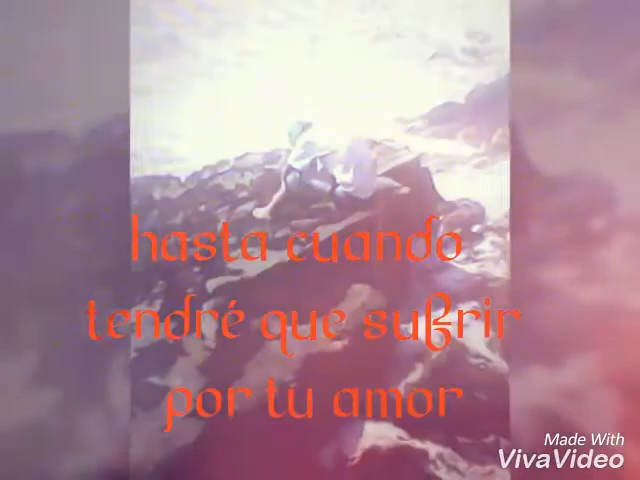 hasta cuando
tendré que sufrir
por tu amor
Made With
VivaVideo